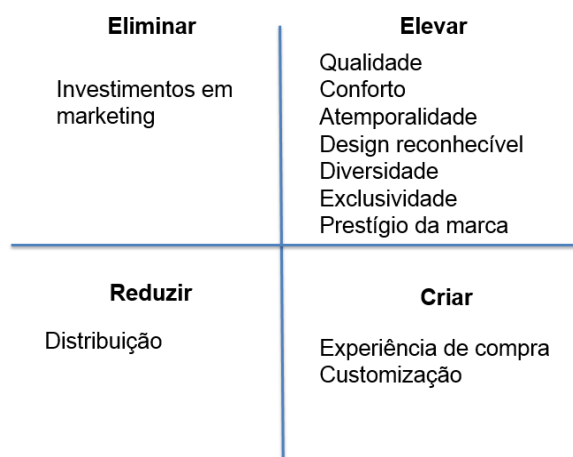 Eliminar
Investimentos em
marketing
Elevar
Qualidade
Conforto
Atemporalidade
Design reconhecível
Diversidade
Exclusividade
Prestígio da marca
Reduzir
Distribuição
Criar
Experiência de compra
Customização